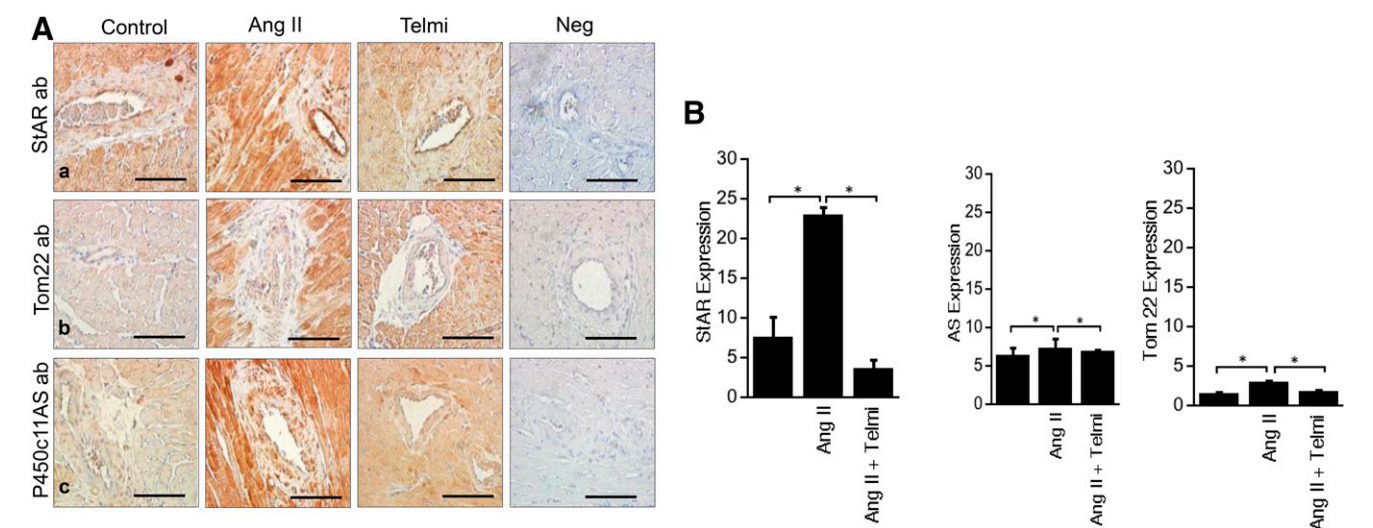 A
Control
Ang II
Telmi
Neg
StAR ab
a
Tom22 ab
b
P450c11AS ab
c
B
StAR Expression
30
25
20
15
10
5
0
*
*
Ang II
Ang II + Telmi
AS Expression
30
25
20
15
10
5
0
*
*
Ang II
Ang II + Telmi
Tom 22 Expression
30
25
20
15
10
5
0
*
*
Ang II
Ang II + Telmi